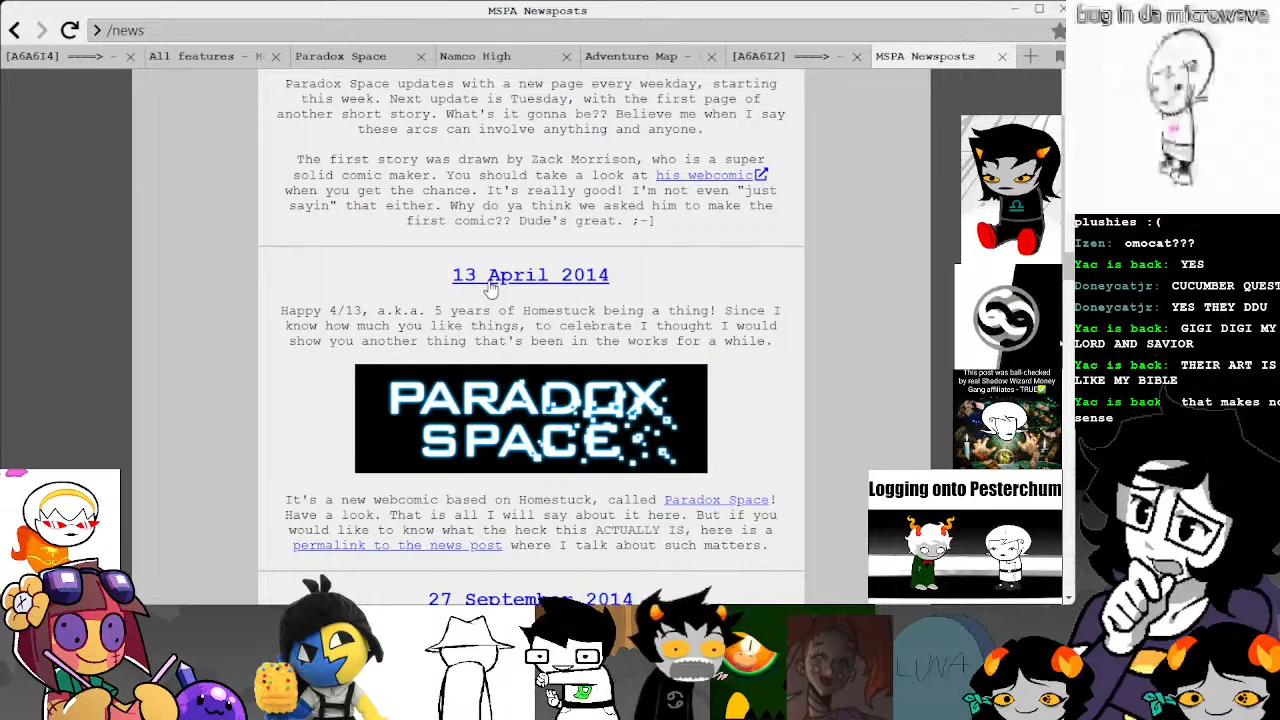 MSPA Newsposts
/news
[A6A6I4] ====> -
All features - H
Paradox Space
Namco High
Adventure Map -
[A6A6I2] ====> -
MSPA Newsposts
Paradox Space updates with a new page every weekday, starting
this week. Next update is Tuesday, with the first page of
another short story. What's it gonna be?? Believe me when I say
these arcs can involve anything and anyone.
The first story was drawn by Zack Morrison, who is a super
solid comic maker. You should take a look at his webcomic
when you get the chance. It's really good! I'm not even "just
sayin" that either. Why do ya think we asked him to make the
first comic?? Dude's great. ;-]
13 April 2014
Happy 4/13, a.k.a. 5 years of Homestuck being a thing! Since I
know how much you like things, to celebrate I thought I would
show you another thing that's been in the works for a while.
PARADOX
SPACE
It's a new webcomic based on Homestuck, called Paradox Space!
Have a look. That is all I will say about it here. But if you
would like to know what the heck this ACTUALLY IS, here is a
permalink to the news post where I talk about such matters.
27 September 2014
bug in da microwave
plushies :(
Izen: omocat???
Yac is back: YES
Doneycatjr: CUCUMBER QUEST
Doneycatjr: YES THEY DDU
Yac is back: GIGI DIGI MY
LORD AND SAVIOR
Yac is back: THEIR ART IS
LIKE MY BIBLE
Yac is back that makes no
sense
This post was ball-checked
by real Shadow Wizard Money
Gang affiliates - TRUE✅
Logging onto Pesterchum
LUNA